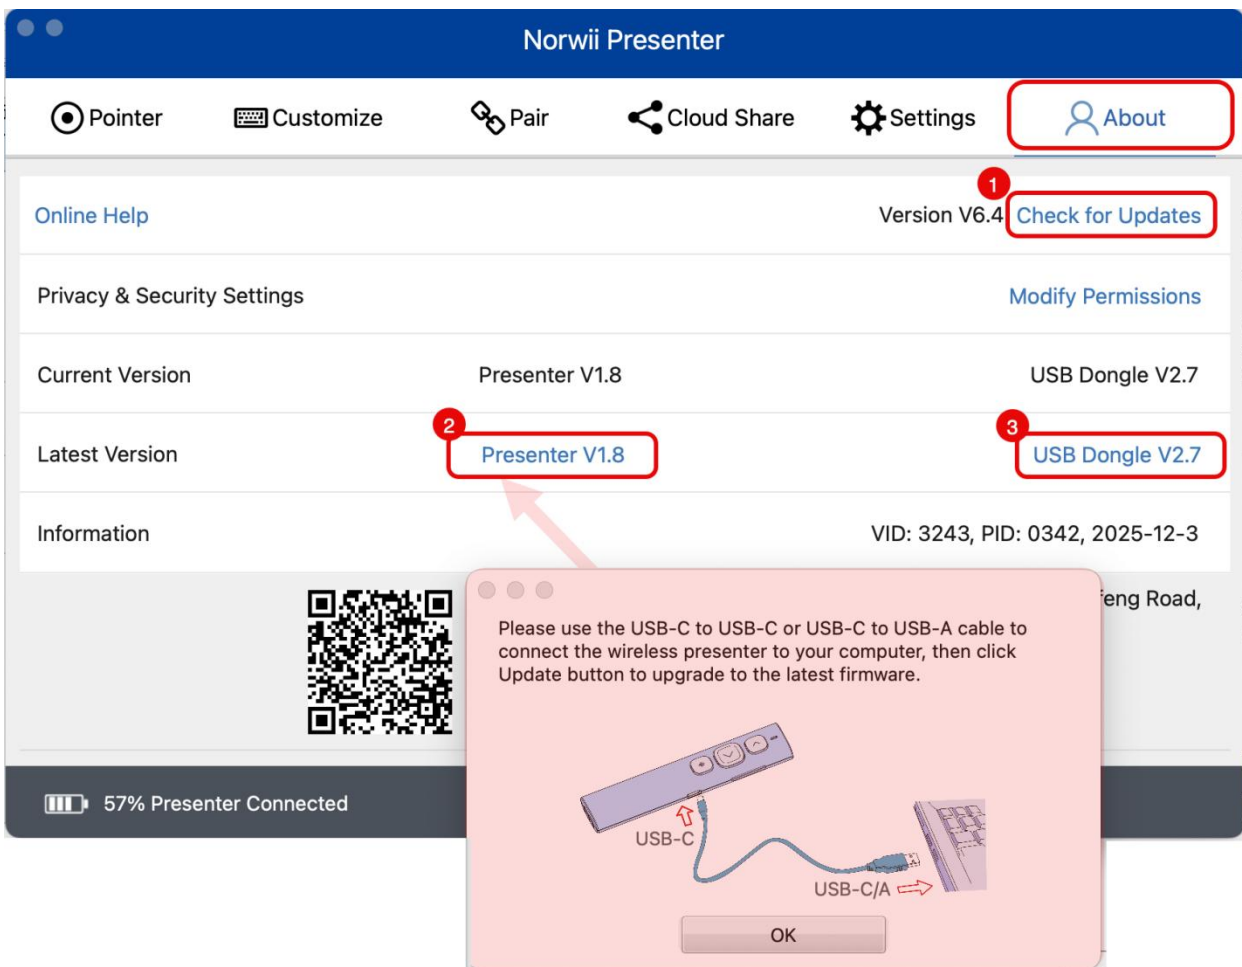 Norwii Presenter
Pointer Customize Pair Cloud Share Settings About
1
Online Help Version V6.4 Check for Updates
Privacy & Security Settings Modify Permissions
Current Version Presenter V1.8 USB Dongle V2.7
2 3
Latest Version Presenter V1.8 USB Dongle V2.7
Information VID: 3243, PID: 0342, 2025-12-3
feng Road,
Please use the USB-C to USB-C or USB-C to USB-A cable to
connect the wireless presenter to your computer, then click
Update button to upgrade to the latest firmware.
57% Presenter Connected
USB-C
USB-C/A
OK